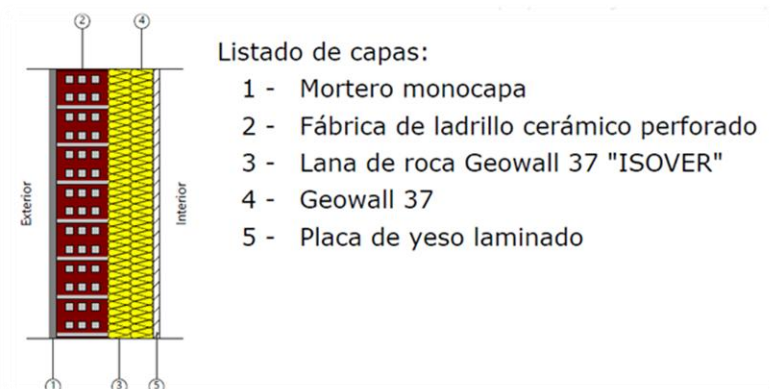 2
4
Listado de capas:
1 - Mortero monocapa
2 - Fábrica de ladrillo cerámico perforado
3 - Lana de roca Geowall 37 "ISOVER"
4 - Geowall 37
5 - Placa de yeso laminado
Exterior
Interior
1
3
5